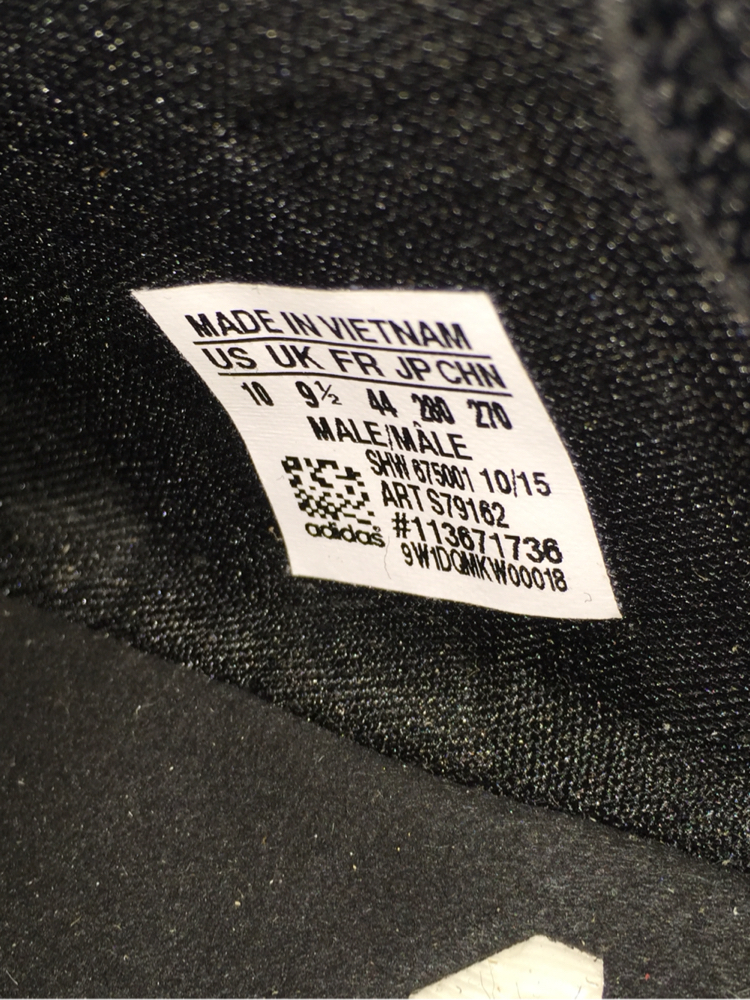 MADE IN VIETNAM
US UK FR JP CHN
10 9½ 44 280 270
MALE/MÂLE
SHW 675001 10/15
ART S79162
#113671736
adidas
9W1DQMKW00018